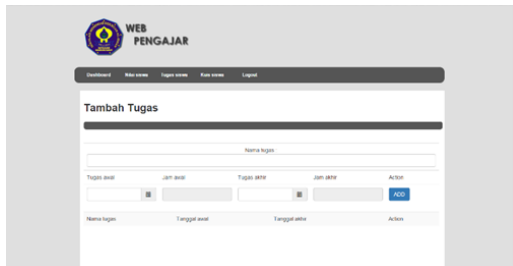 WEB
PENGAJAR
Dashboard Nilai siswa Tugas siswa Kuis siswa Logout
Tambah Tugas
Nama tugas
Tugas awal Jam awal Tugas akhir Jam akhir Action
ADD
Nama tugas Tanggal awal Tanggal akhir Action